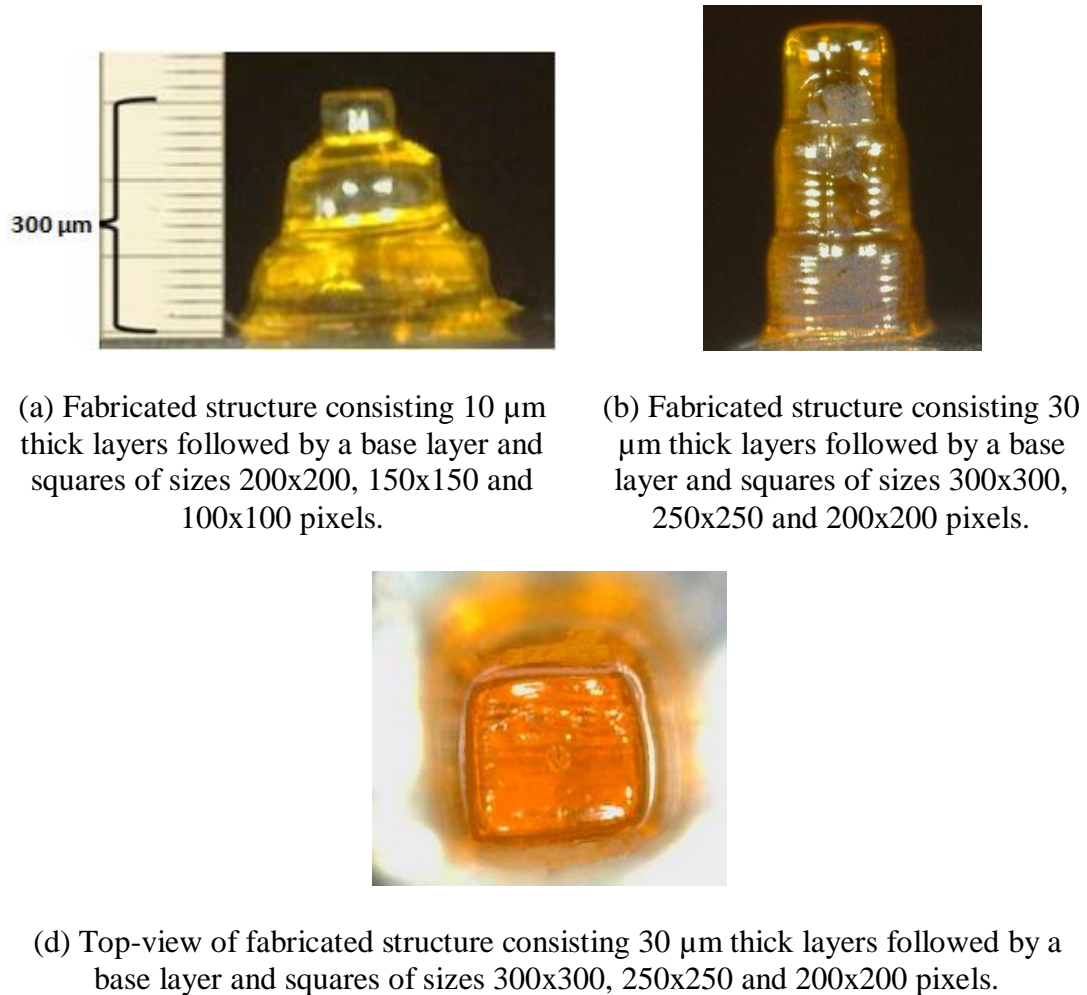 300 µm
(a) Fabricated structure consisting 10 µm
thick layers followed by a base layer and
squares of sizes 200x200, 150x150 and
100x100 pixels.
(b) Fabricated structure consisting 30
µm thick layers followed by a base
layer and squares of sizes 300x300,
250x250 and 200x200 pixels.
(d) Top-view of fabricated structure consisting 30 µm thick layers followed by a
base layer and squares of sizes 300x300, 250x250 and 200x200 pixels.